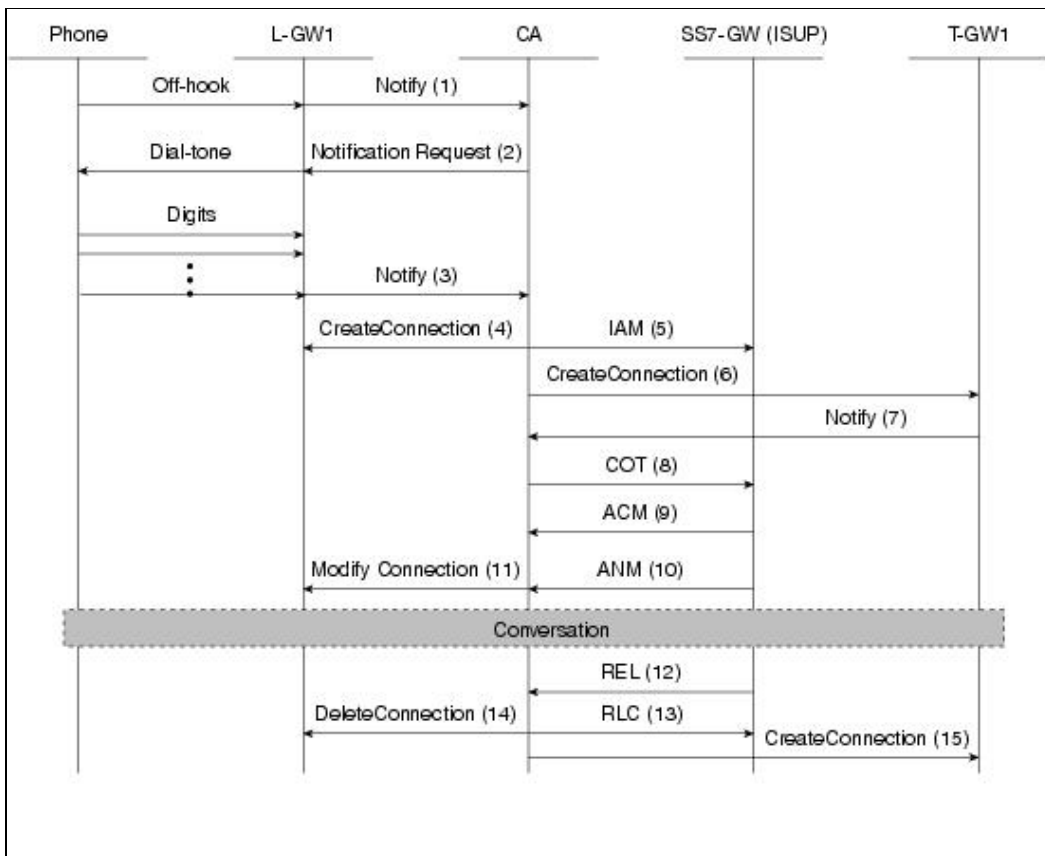 Phone L-GW1 CA SS7-GW (ISUP) T-GW1
Off-hook Notify (1)
Dial-tone Notification Request (2)
Digits
Notify (3)
CreateConnection (4) IAM (5)
CreateConnection (6)
Notify (7)
COT (8)
ACM (9)
Modify Connection (11) ANM (10)
Conversation
REL (12)
DeleteConnection (14) RLC (13)
CreateConnection (15)